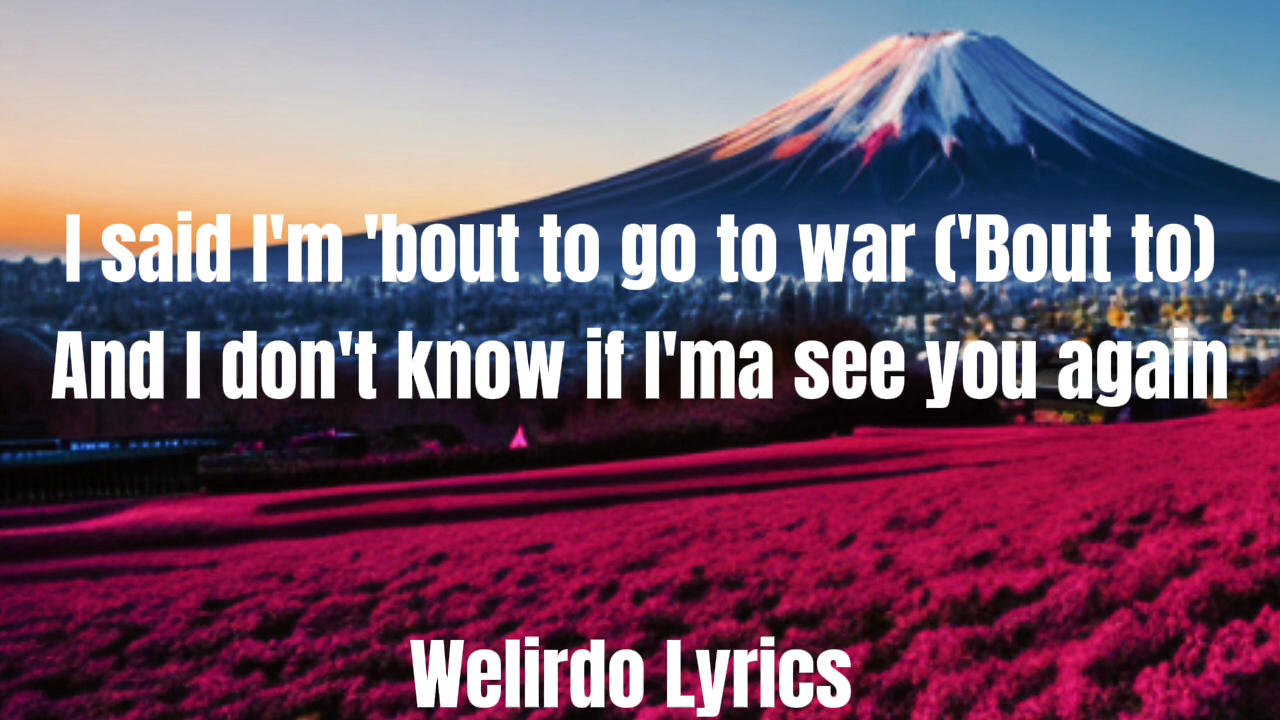 I said I'm 'bout to go to war ('Bout to)
And I don't know if I'ma see you again
Welirdo Lyrics